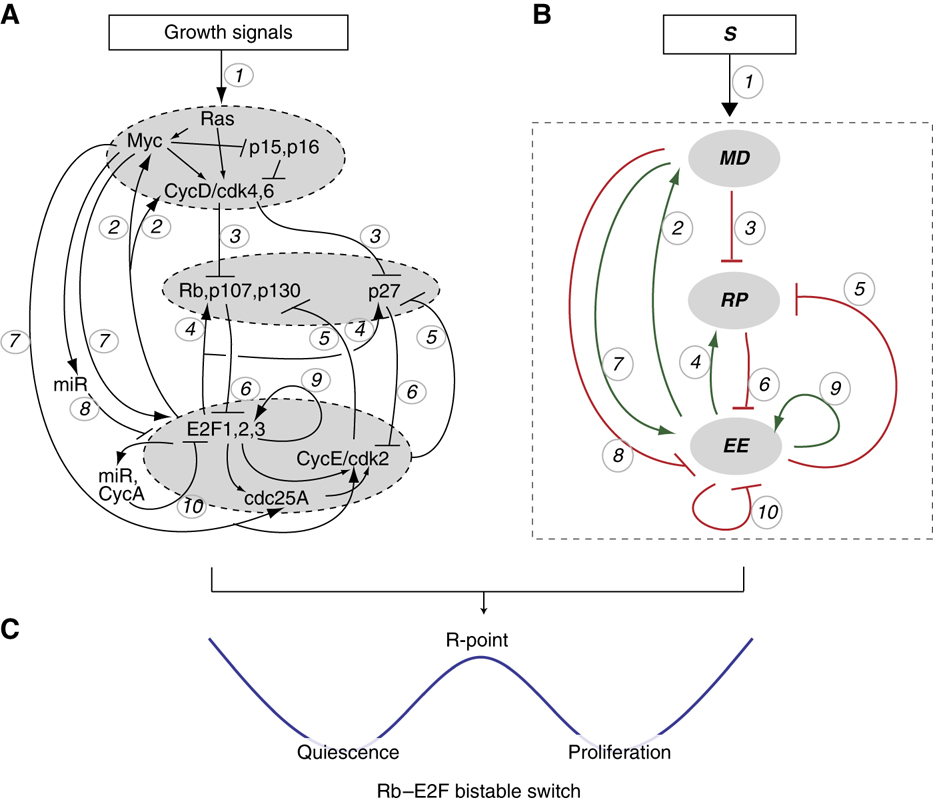 A
Growth signals
1
Ras
Myc
p15,p16
CycD/cdk4,6
2
2
3
3
Rb,p107,p130
p27
4
4
5
5
7
7
miR
8
6
6
9
E2F1,2,3
CycE/cdk2
miR,
CycA
cdc25A
10
B
S
1
MD
2
3
RP
5
4
7
6
9
EE
8
10
C
R-point
Quiescence
Proliferation
Rb–E2F bistable switch